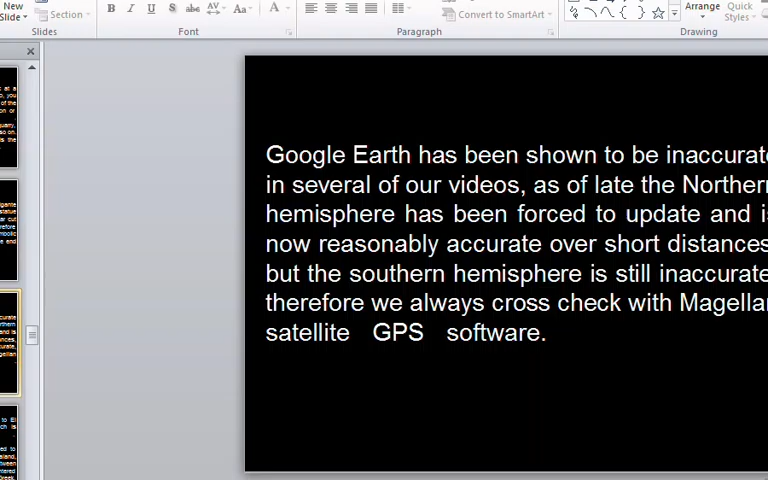 New
Slide
Section
Slides
B I U S abc AV Aa A
Font
Convert to SmartArt
Paragraph
Arrange
Quick
Styles
Drawing
Google Earth has been shown to be inaccurate
in several of our videos, as of late the Northern
hemisphere has been forced to update and is
now reasonably accurate over short distances
but the southern hemisphere is still inaccurate
therefore we always cross check with Magellan
satellite GPS software.